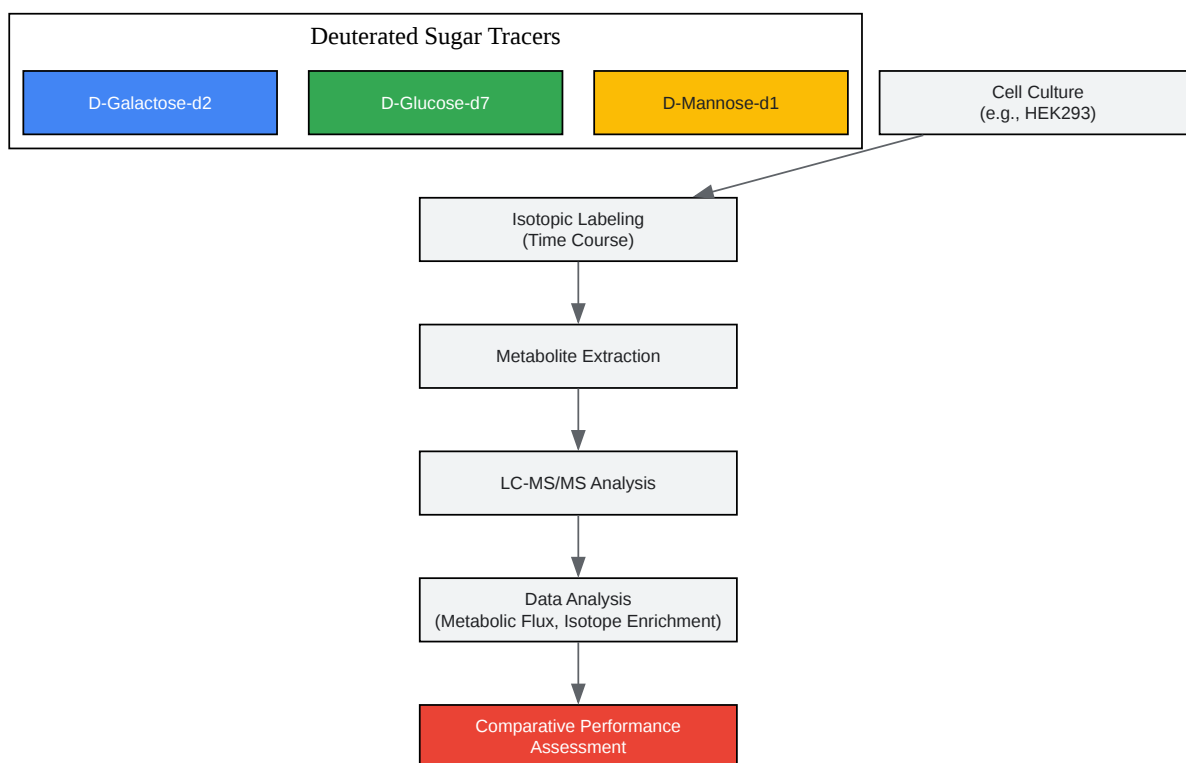 Deuterated Sugar Tracers
D-Galactose-d2
D-Glucose-d7
D-Mannose-d1
Cell Culture
(e.g., HEK293)
Isotopic Labeling
(Time Course)
Metabolite Extraction
LC-MS/MS Analysis
Data Analysis
(Metabolic Flux, Isotope Enrichment)
Comparative Performance
Assessment